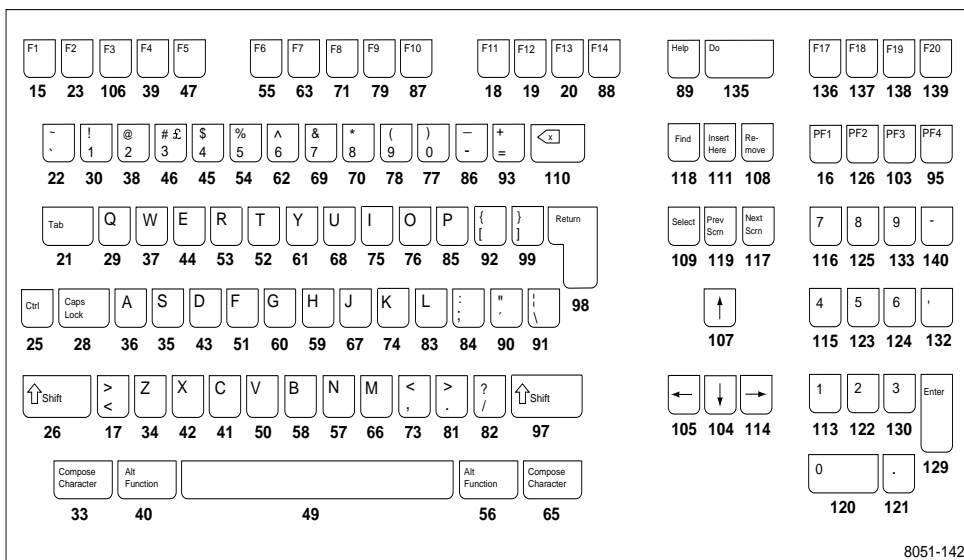 F1 F2 F3 F4 F5 F6 F7 F8 F9 F10 F11 F12 F13 F14 Help Do F17 F18 F19 F20
15 23 106 39 47 55 63 71 79 87 18 19 20 88 89 135 136 137 138 139
~ ! @ # £ $ % ^ & * ( ) — + Find Insert Re- PF1 PF2 PF3 PF4
` 1 2 3 4 5 6 7 8 9 0 - = x Here move
22 30 38 46 45 54 62 69 70 78 77 86 93 110 118 111 108 16 126 103 95
Tab Q W E R T Y U I O P { } Return Select Prev Next 7 8 9 -
[ ] Scrn Scrn
21 29 37 44 53 52 61 68 75 76 85 92 99 109 119 117 116 125 133 140
98
Ctrl Caps A S D F G H J K L : " ¦ ↑ 4 5 6 '
Lock ; ´ \
25 28 36 35 43 51 60 59 67 74 83 84 90 91 107 115 123 124 132
Shift > Z X C V B N M < > ? Shift ← ↓ → 1 2 3 Enter
< , . /
26 17 34 42 41 50 58 57 66 73 81 82 97 105 104 114 113 122 130
129
Compose Alt Alt Compose 0 .
Character Function Function Character
33 40 49 56 65 120 121
8051-142